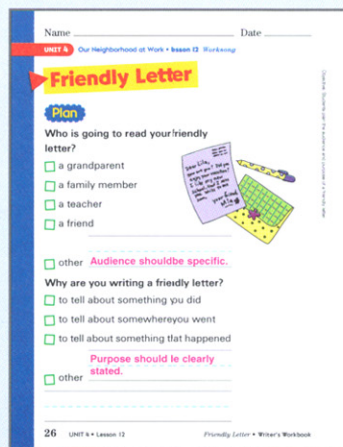 Name Date
UNIT 4 Our Neighborhood at Work • Lesson 12 Worksong
Friendly Letter
Plan
Who is going to read your friendly
letter?
a grandparent
a family member
a teacher
a friend
other Audience shouldbe specific.
Why are you writing a friedly letter?
to tell about something you did
to tell about somewhereyou went
to tell about something that happened
Purpose should be clearly
other stated.
26 UNIT 4 • Lesson 12 Friendly Letter • Writer's Workbook